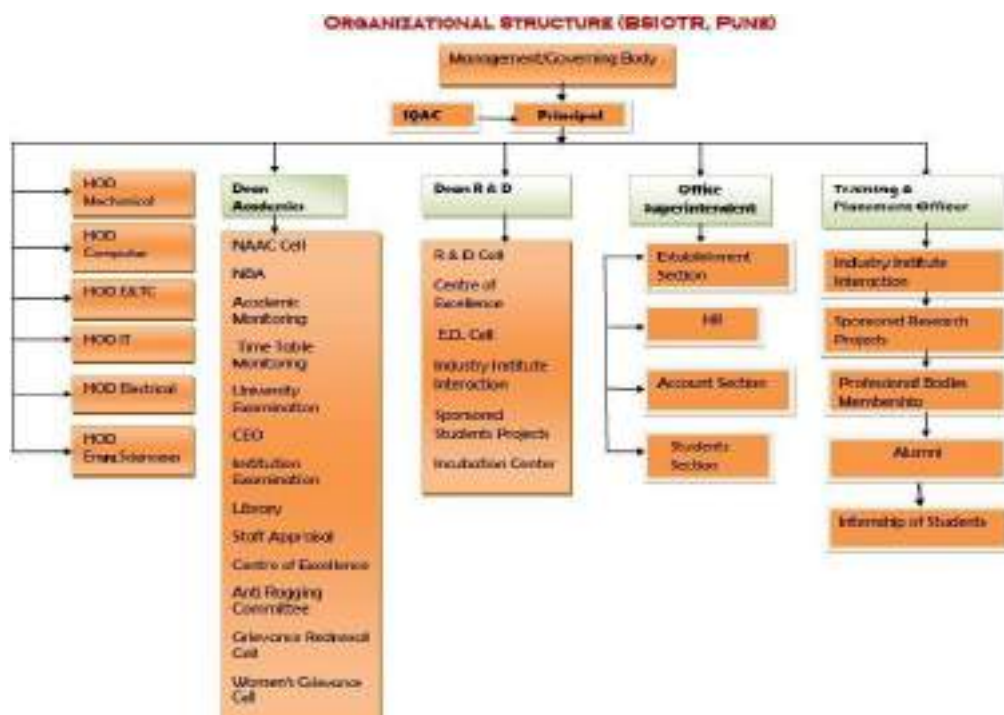 ORGANIZATIONAL STRUCTURE (BSIOTR, PUNE)
Management/Governing Body
IQAC
Principal
HOD
Mechanical
HOD
Computer
HOD E&TC
HOD IT
HOD Electrical
HOD
Engg.Sciences
Dean
Academics
NAAC Cell
NBA
Academic
Monitoring
Time Table
Monitoring
University
Examination
CEO
Institution
Examination
Library
Staff Appraisal
Centre of Excellence
Anti Ragging
Committee
Grievance Redressal
Cell
Women's Grievance
Cell
Dean R & D
R & D Cell
Centre of
Excellence
E.D. Cell
Industry Institute
Interaction
Sponsored
Students Projects
Incubation Center
Office
Superintendent
Establishment
Section
HR
Account Section
Students
Section
Training &
Placement Officer
Industry Institute
Interaction
Sponsored Research
Projects
Professional Bodies
Membership
Alumni
Internship of Students